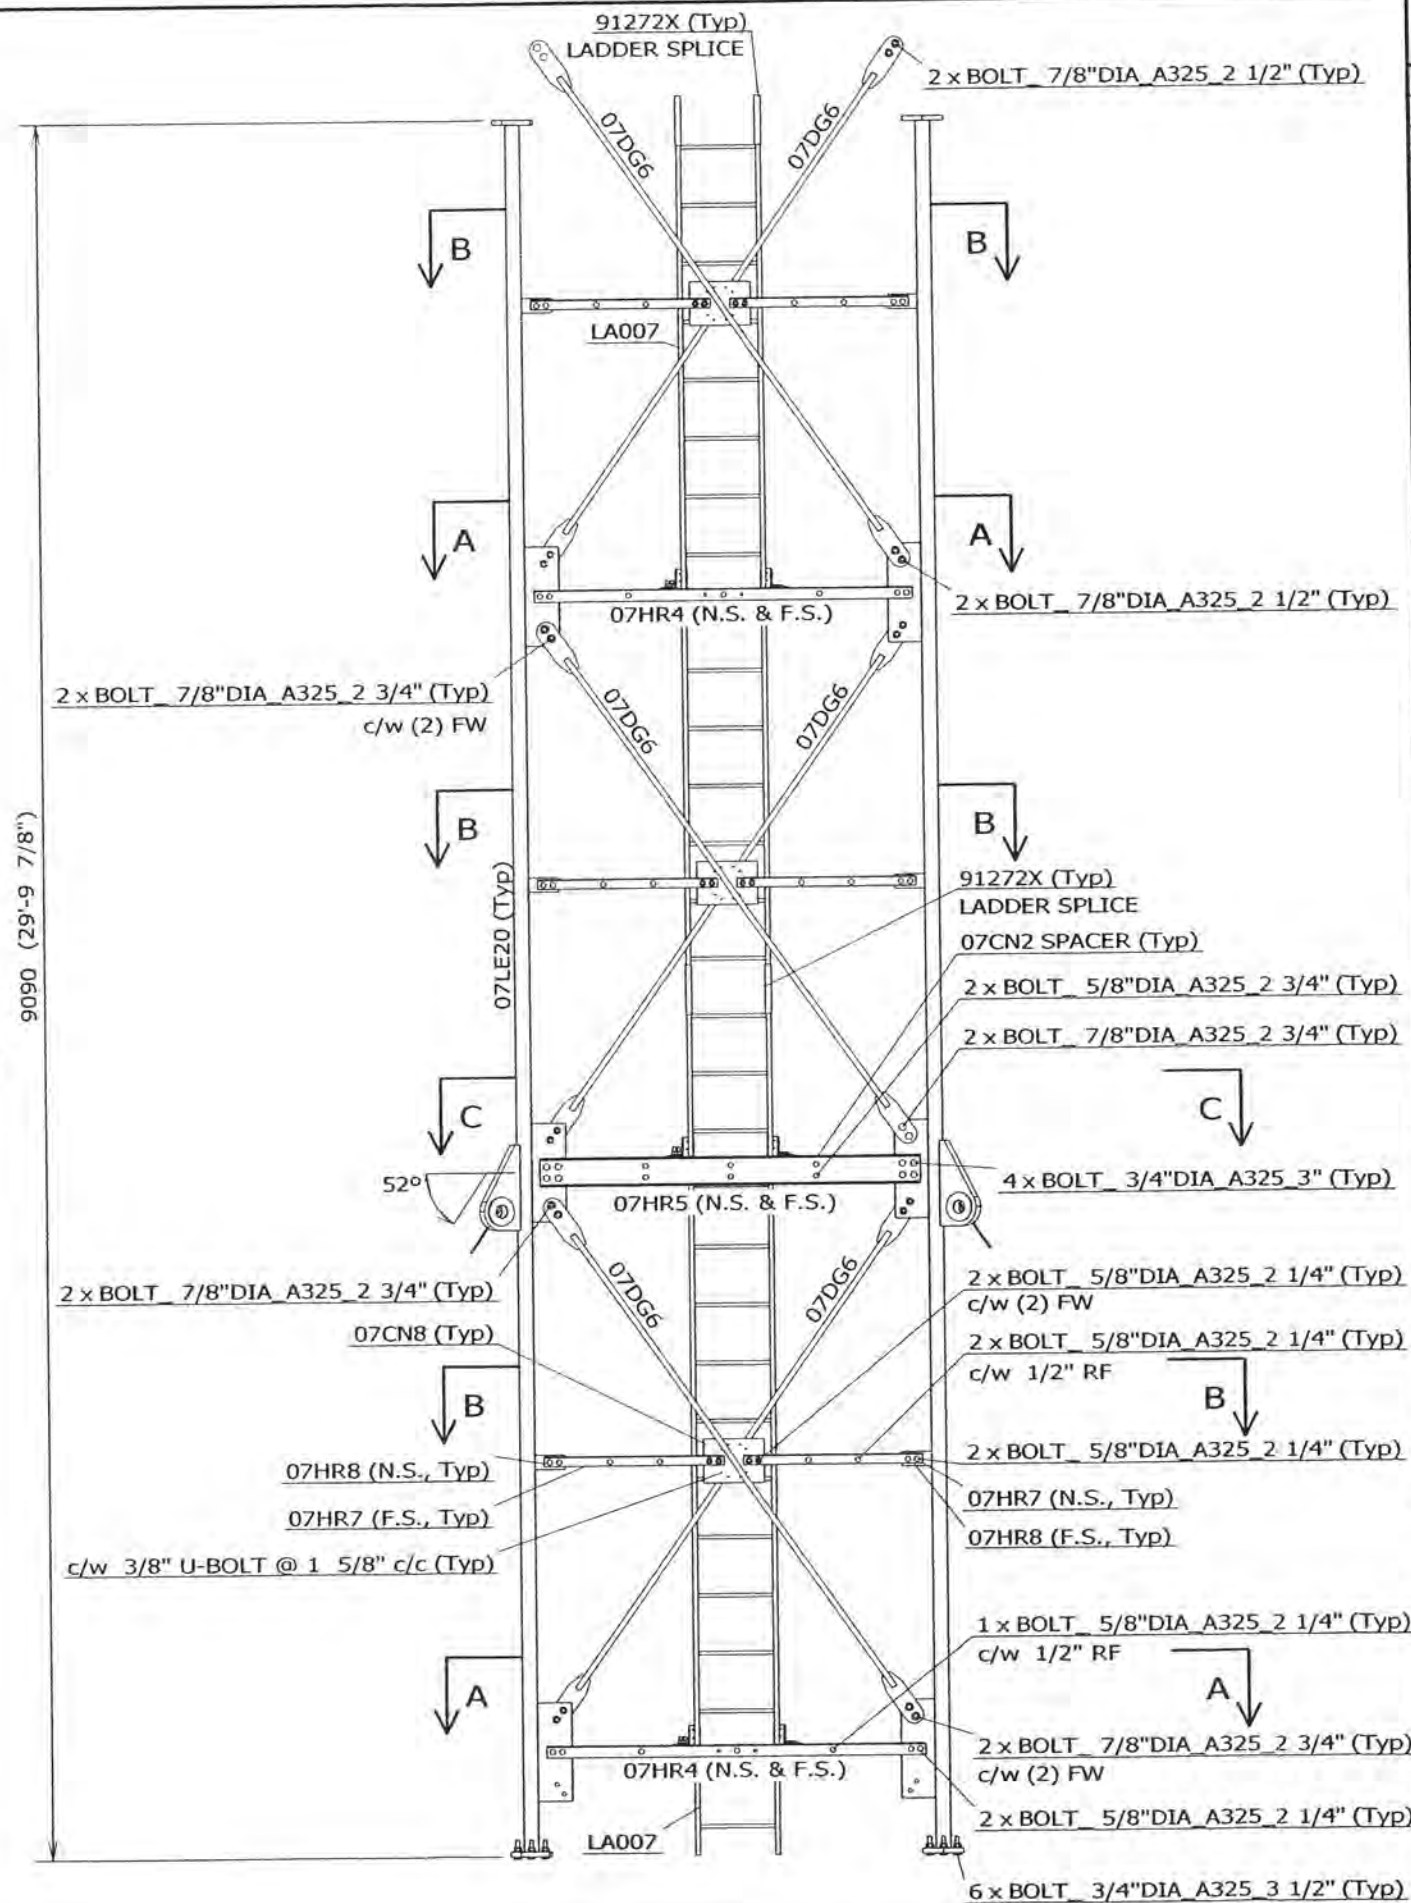 91272X (Typ)
LADDER SPLICE
2 x BOLT_ 7/8"DIA_A325_2 1/2" (Typ)
07DG6
07DG6
B
B
LA007
A
A
2 x BOLT_ 7/8"DIA_A325_2 1/2" (Typ)
07HR4 (N.S. & F.S.)
2 x BOLT_ 7/8"DIA_A325_2 3/4" (Typ)
c/w (2) FW
07DG6
07DG6
9090 (29'-9 7/8")
B
B
07LE20 (Typ)
91272X (Typ)
LADDER SPLICE
07CN2 SPACER (Typ)
2 x BOLT_ 5/8"DIA_A325_2 3/4" (Typ)
2 x BOLT_ 7/8"DIA_A325_2 3/4" (Typ)
C
C
52°
4 x BOLT_ 3/4"DIA_A325_3" (Typ)
07HR5 (N.S. & F.S.)
2 x BOLT_ 7/8"DIA_A325_2 3/4" (Typ)
07DG6
07DG6
2 x BOLT_ 5/8"DIA_A325_2 1/4" (Typ)
c/w (2) FW
07CN8 (Typ)
2 x BOLT_ 5/8"DIA_A325_2 1/4" (Typ)
c/w 1/2" RF
B
B
2 x BOLT_ 5/8"DIA_A325_2 1/4" (Typ)
07HR8 (N.S., Typ)
07HR7 (N.S., Typ)
07HR7 (F.S., Typ)
07HR8 (F.S., Typ)
c/w 3/8" U-BOLT @ 1 5/8" c/c (Typ)
1 x BOLT_ 5/8"DIA_A325_2 1/4" (Typ)
c/w 1/2" RF
A
A
2 x BOLT_ 7/8"DIA_A325_2 3/4" (Typ)
c/w (2) FW
07HR4 (N.S. & F.S.)
2 x BOLT_ 5/8"DIA_A325_2 1/4" (Typ)
LA007
6 x BOLT_ 3/4"DIA_A325_3 1/2" (Typ)